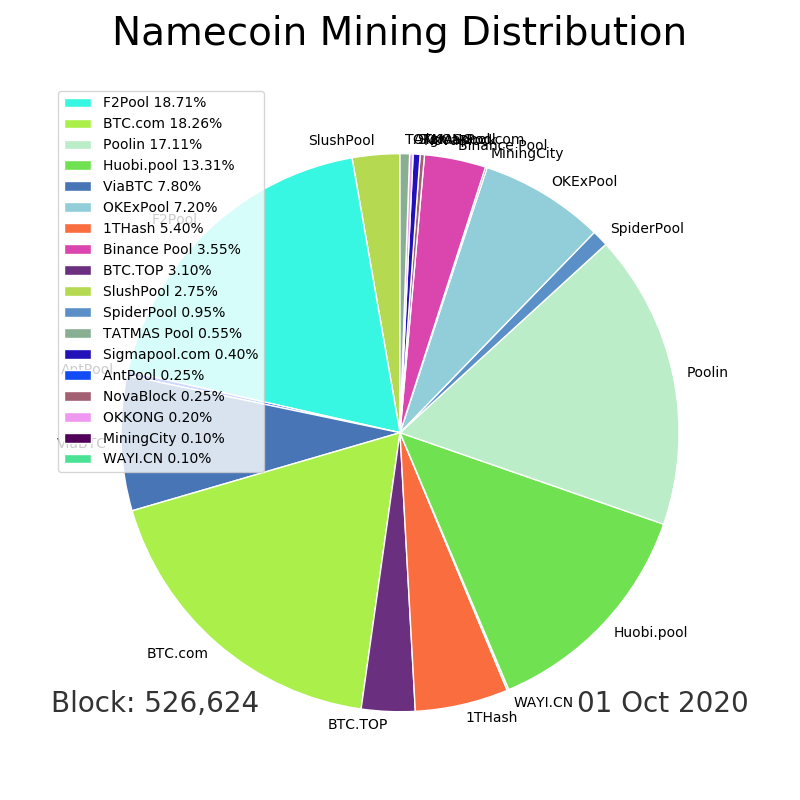 Namecoin Mining Distribution
F2Pool 18.71%
BTC.com 18.26%
Poolin 17.11%
Huobi.pool 13.31%
ViaBTC 7.80%
OKExPool 7.20%
1THash 5.40%
Binance Pool 3.55%
BTC.TOP 3.10%
SlushPool 2.75%
SpiderPool 0.95%
TATMAS Pool 0.55%
Sigmapool.com 0.40%
AntPool 0.25%
NovaBlock 0.25%
OKKONG 0.20%
MiningCity 0.10%
WAYI.CN 0.10%
SlushPool
Binance Pool
MiningCity
OKExPool
SpiderPool
F2Pool
AntPool
Poolin
ViaBTC
Huobi.pool
BTC.com
WAYI.CN
1THash
BTC.TOP
Block: 526,624
01 Oct 2020